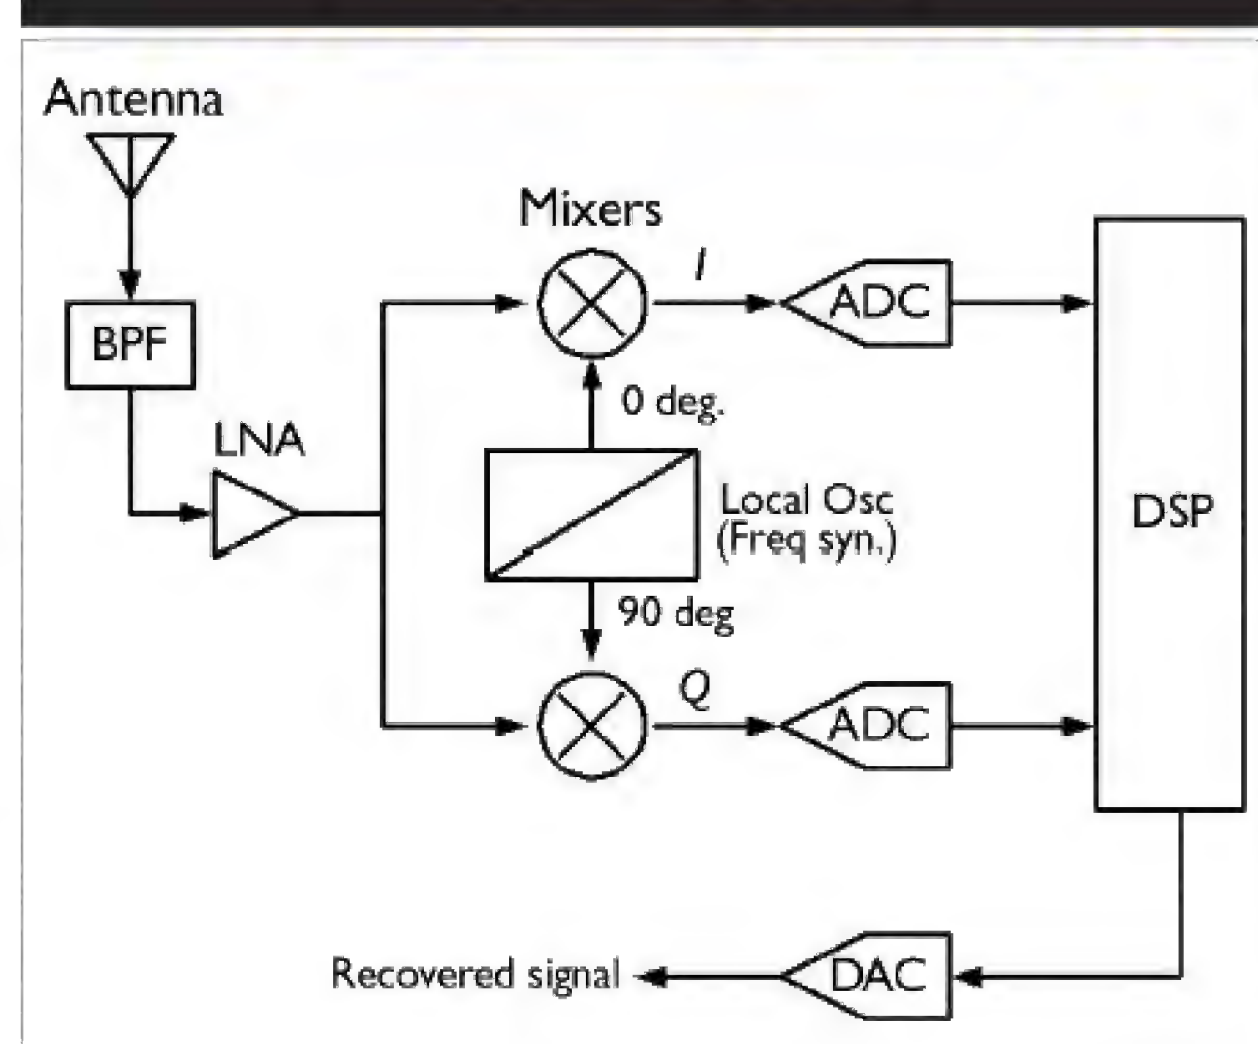 Antenna
Mixers
I
ADC
BPF
0 deg.
LNA
Local Osc
(Freq syn.)
DSP
90 deg
Q
ADC
Recovered signal
DAC